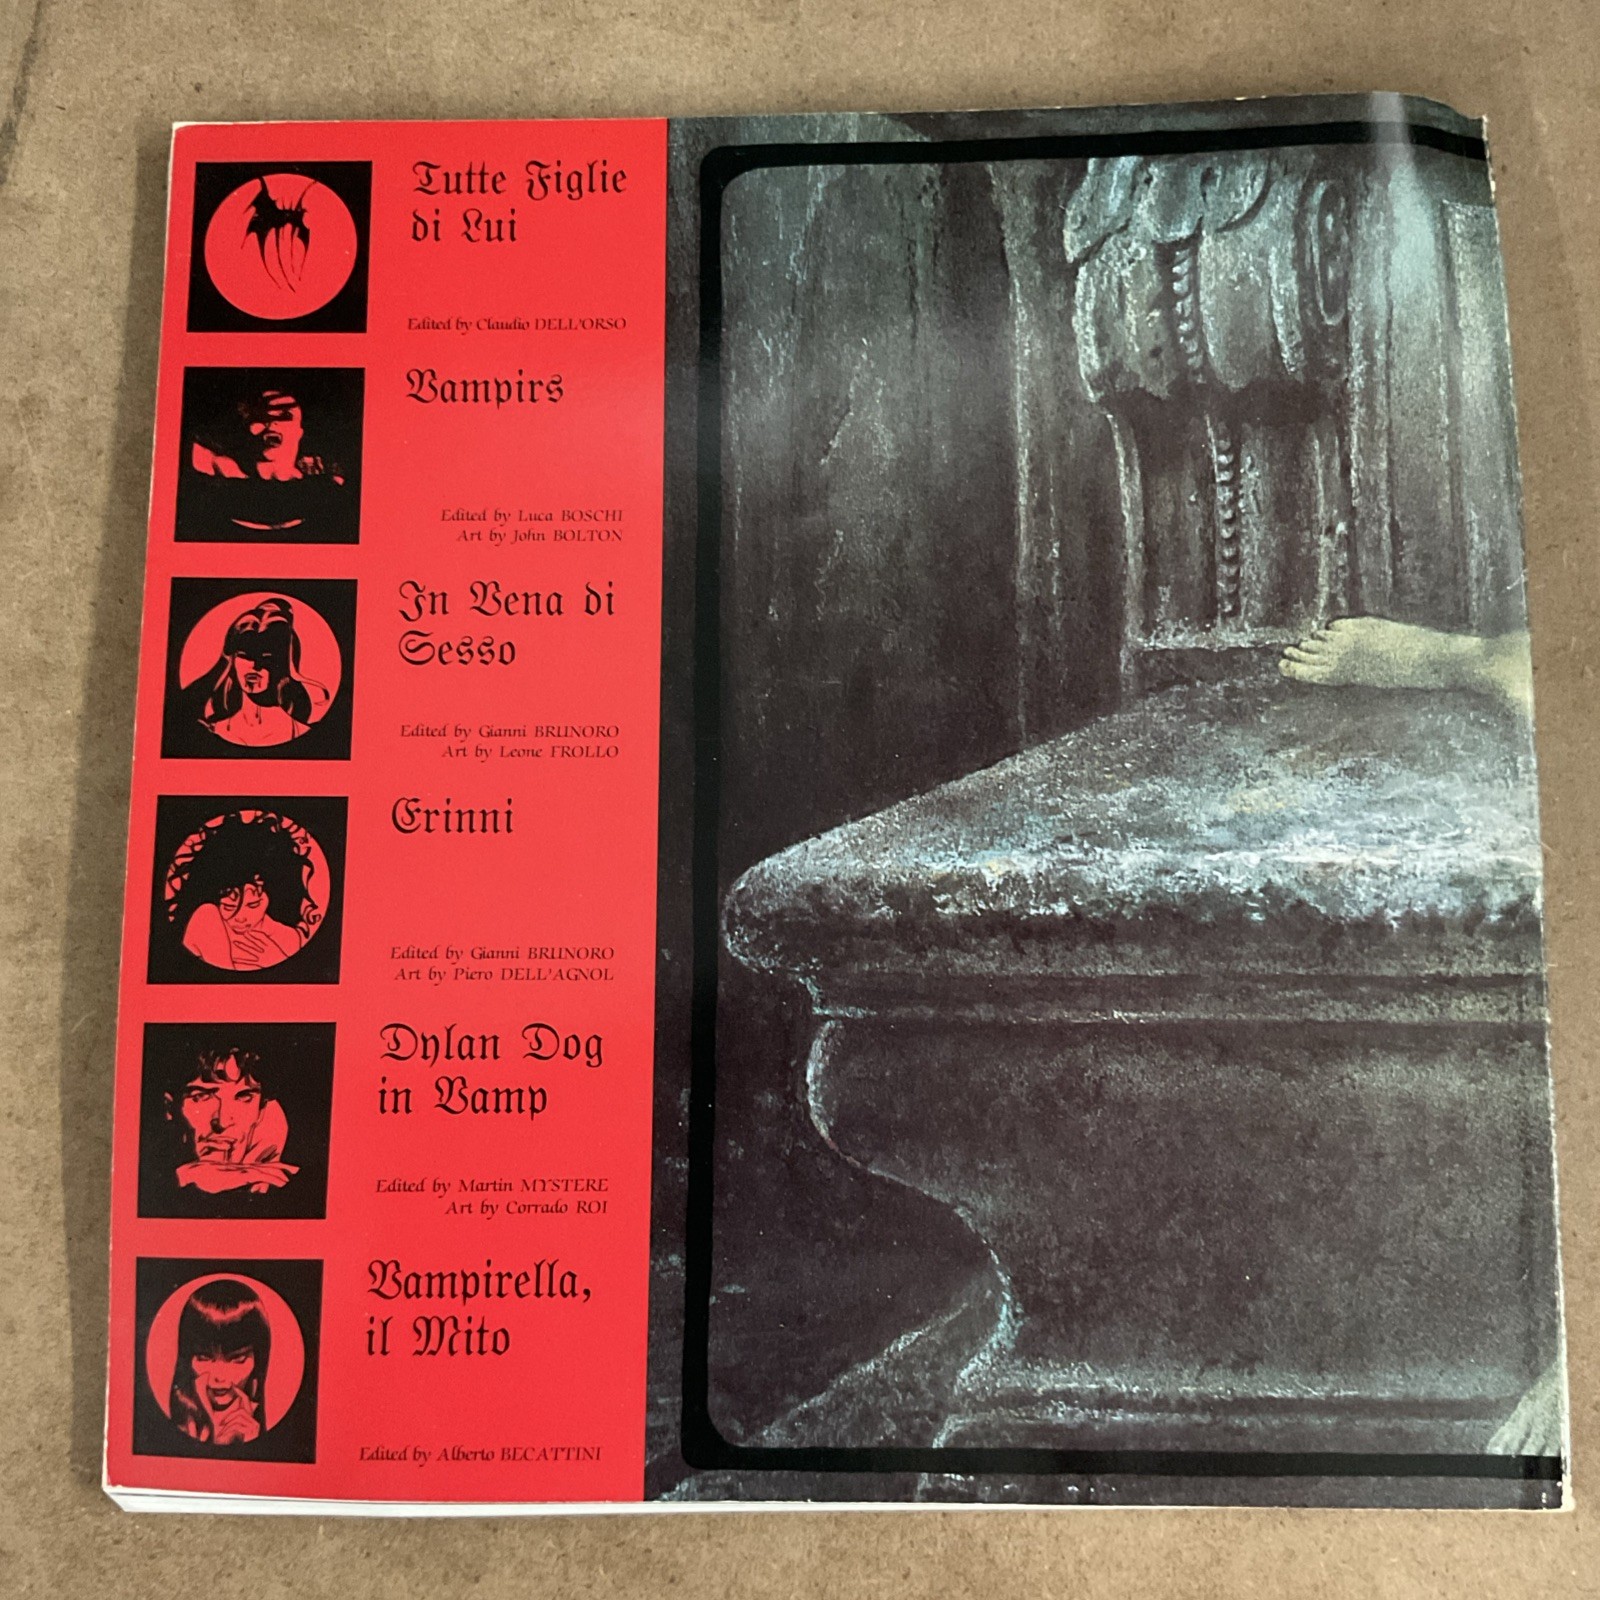 Tutte Figlie
di Lui
Edited by Claudio DELL'ORSO
Vampirs
Edited by Luca BOSCHI
Art by John BOLTON
In Vena di
Sesso
Edited by Gianni BRUNORO
Art by Leone FROLLO
Erinni
Edited by Gianni BRUNORO
Art by Piero DELL'AGNOL
Dylan Dog
in Vamp
Edited by Martin MYSTERE
Art by Corrado ROI
Vampirella,
il Mito
Edited by Alberto BECATTINI